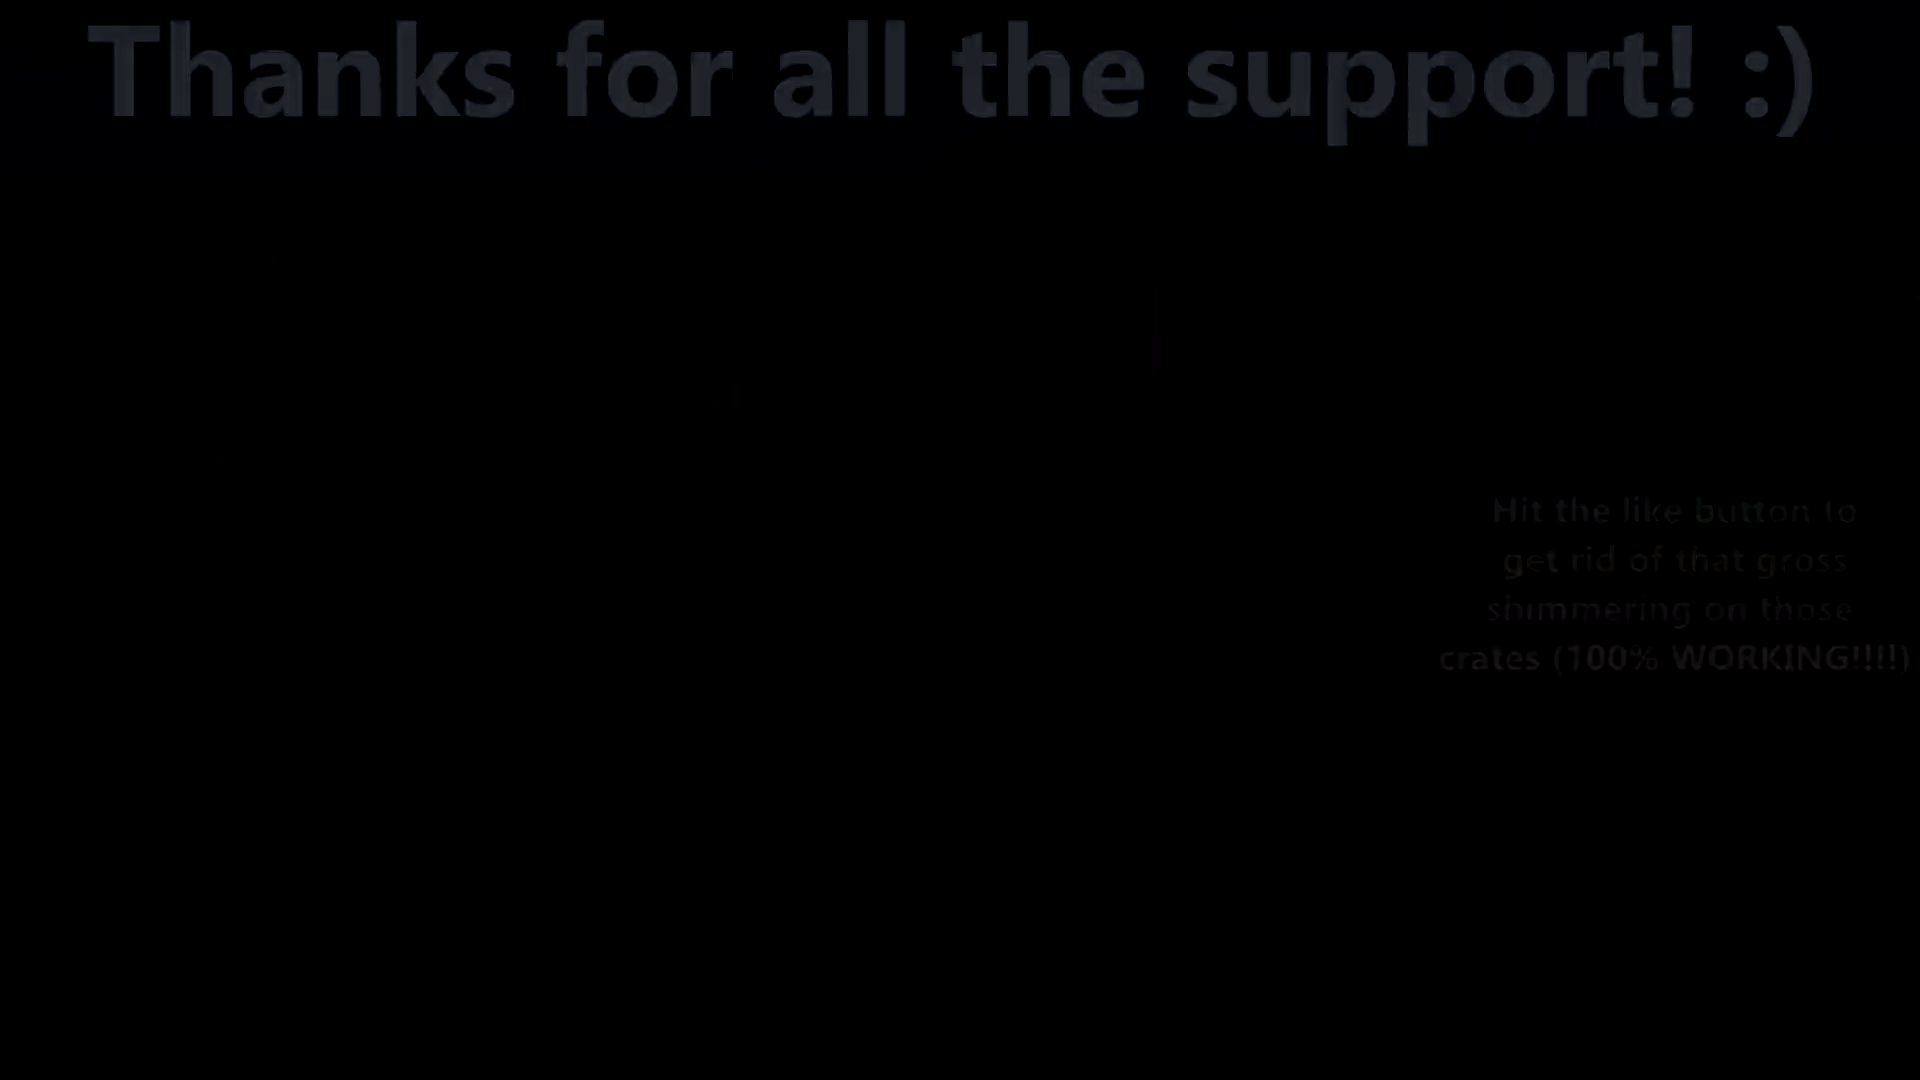 Thanks for all the support! :)
Hit the like button to
get rid of that gross
shimmering on those
crates (100% WORKING!!!!)